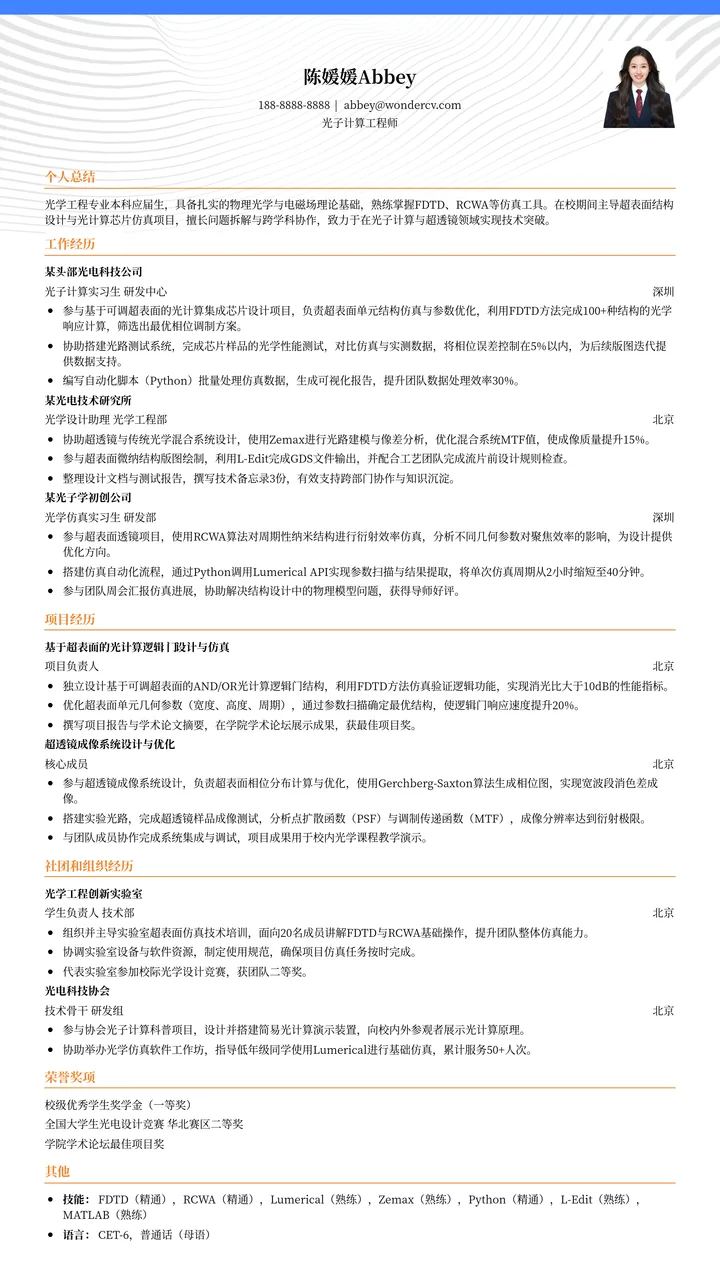 陈媛媛Abbey
188-8888-8888 | abbey@wondercv.com
光子计算工程师
个人总结
光学工程专业本科应届生，具备扎实的物理光学与电磁场理论基础，熟练掌握FDTD、RCWA等仿真工具。在校期间主导超表面结构
设计与光计算芯片仿真项目，擅长问题拆解与跨学科协作，致力于在光子计算与超透镜领域实现技术突破。
工作经历
某头部光电科技公司
光子计算实习生 研发中心 深圳
• 参与基于可调超表面的光计算集成芯片设计项目，负责超表面单元结构仿真与参数优化，利用FDTD方法完成100+种结构的光学
响应计算，筛选出最优相位调制方案。
• 协助搭建光路测试系统，完成芯片样品的光学性能测试，对比仿真与实测数据，将相位误差控制在5%以内，为后续版图迭代提
供数据支持。
• 编写自动化脚本（Python）批量处理仿真数据，生成可视化报告，提升团队数据处理效率30%。
某光电技术研究所
光学设计助理 光学工程部 北京
• 协助超透镜与传统光学混合系统设计，使用Zemax进行光路建模与像差分析，优化混合系统MTF值，使成像质量提升15%。
• 参与超表面微纳结构版图绘制，利用L-Edit完成GDS文件输出，并配合工艺团队完成流片前设计规则检查。
• 整理设计文档与测试报告，撰写技术备忘录3份，有效支持跨部门协作与知识沉淀。
某光子学初创公司
光学仿真实习生 研发部 深圳
• 参与超表面透镜项目，使用RCWA算法对周期性纳米结构进行衍射效率仿真，分析不同几何参数对聚焦效率的影响，为设计提供
优化方向。
• 搭建仿真自动化流程，通过Python调用Lumerical API实现参数扫描与结果提取，将单次仿真周期从2小时缩短至40分钟。
• 参与团队周会汇报仿真进展，协助解决结构设计中的物理模型问题，获得导师好评。
项目经历
基于超表面的光计算逻辑门设计与仿真
项目负责人 北京
• 独立设计基于可调超表面的AND/OR光计算逻辑门结构，利用FDTD方法仿真验证逻辑功能，实现消光比大于10dB的性能指标。
• 优化超表面单元几何参数（宽度、高度、周期），通过参数扫描确定最优结构，使逻辑门响应速度提升20%。
• 撰写项目报告与学术论文摘要，在学院学术论坛展示成果，获最佳项目奖。
超透镜成像系统设计与优化
核心成员 北京
• 参与超透镜成像系统设计，负责超表面相位分布计算与优化，使用Gerchberg-Saxton算法生成相位图，实现宽波段消色差成
像。
• 搭建实验光路，完成超透镜样品成像测试，分析点扩散函数（PSF）与调制传递函数（MTF），成像分辨率达到衍射极限。
• 与团队成员协作完成系统集成与调试，项目成果用于校内光学课程教学演示。
社团和组织经历
光学工程创新实验室
学生负责人 技术部 北京
• 组织并主导实验室超表面仿真技术培训，面向20名成员讲解FDTD与RCWA基础操作，提升团队整体仿真能力。
• 协调实验室设备与软件资源，制定使用规范，确保项目仿真任务按时完成。
• 代表实验室参加校际光学设计竞赛，获团队二等奖。
光电科技协会
技术骨干 研发组 北京
• 参与协会光子计算科普项目，设计并搭建简易光计算演示装置，向校内外参观者展示光计算原理。
• 协助举办光学仿真软件工作坊，指导低年级同学使用Lumerical进行基础仿真，累计服务50+人次。
荣誉奖项
校级优秀学生奖学金（一等奖）
全国大学生光电设计竞赛 华北赛区二等奖
学院学术论坛最佳项目奖
其他
• 技能： FDTD（精通）, RCWA（精通）, Lumerical（熟练）, Zemax（熟练）, Python（精通）, L-Edit（熟练）,
MATLAB（熟练）
• 语言： CET-6，普通话（母语）